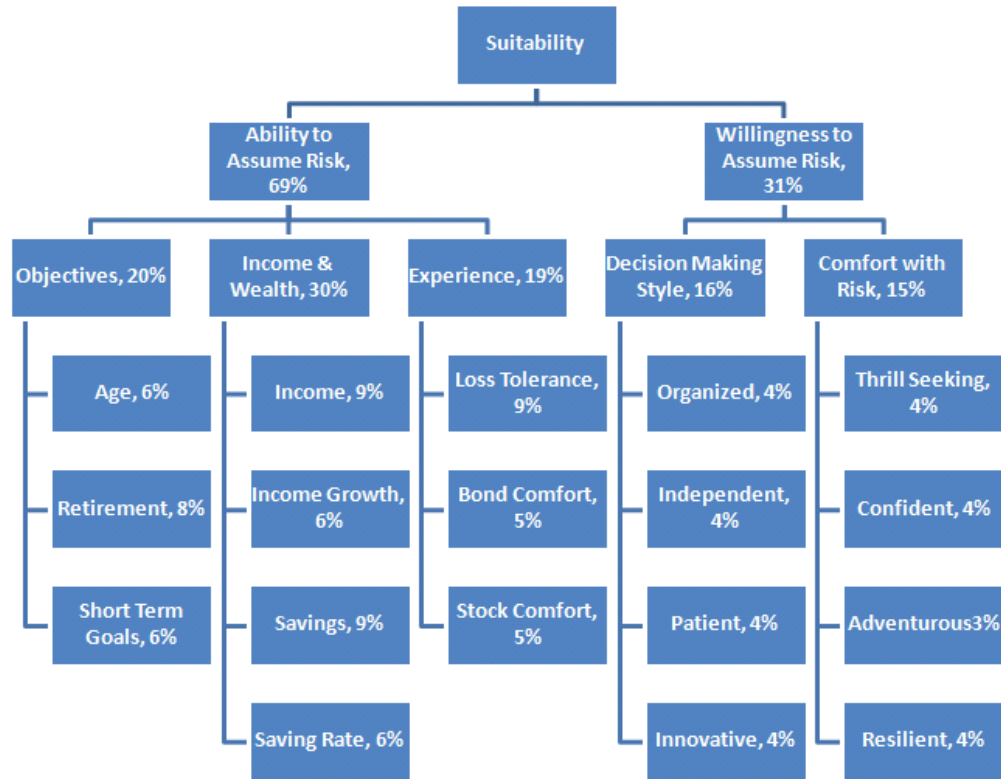 Suitability
Ability to
Assume Risk,
69%
Willingness to
Assume Risk,
31%
Objectives, 20%
Income &
Wealth, 30%
Experience, 19%
Decision Making
Style, 16%
Comfort with
Risk, 15%
Age, 6%
Income, 9%
Loss Tolerance,
9%
Organized, 4%
Thrill Seeking,
4%
Retirement, 8%
Income Growth,
6%
Bond Comfort,
5%
Independent,
4%
Confident, 4%
Short Term
Goals, 6%
Savings, 9%
Stock Comfort,
5%
Patient, 4%
Adventurous3%
Saving Rate, 6%
Innovative, 4%
Resilient, 4%